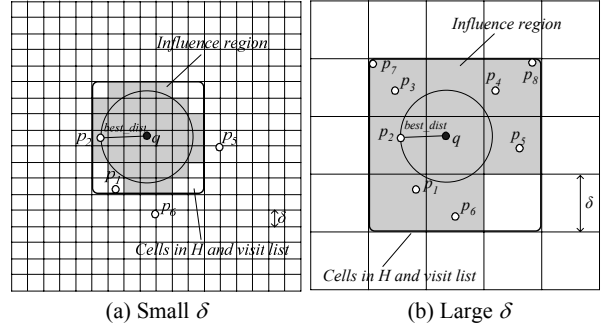 Influence region
best_dist
p2
q
p5
p1
p6
δ
Cells in H and visit list
(a) Small δ
Influence region
p7
p8
p3
p4
best_dist
p2
q
p5
p1
p6
δ
Cells in H and visit list
(b) Large δ